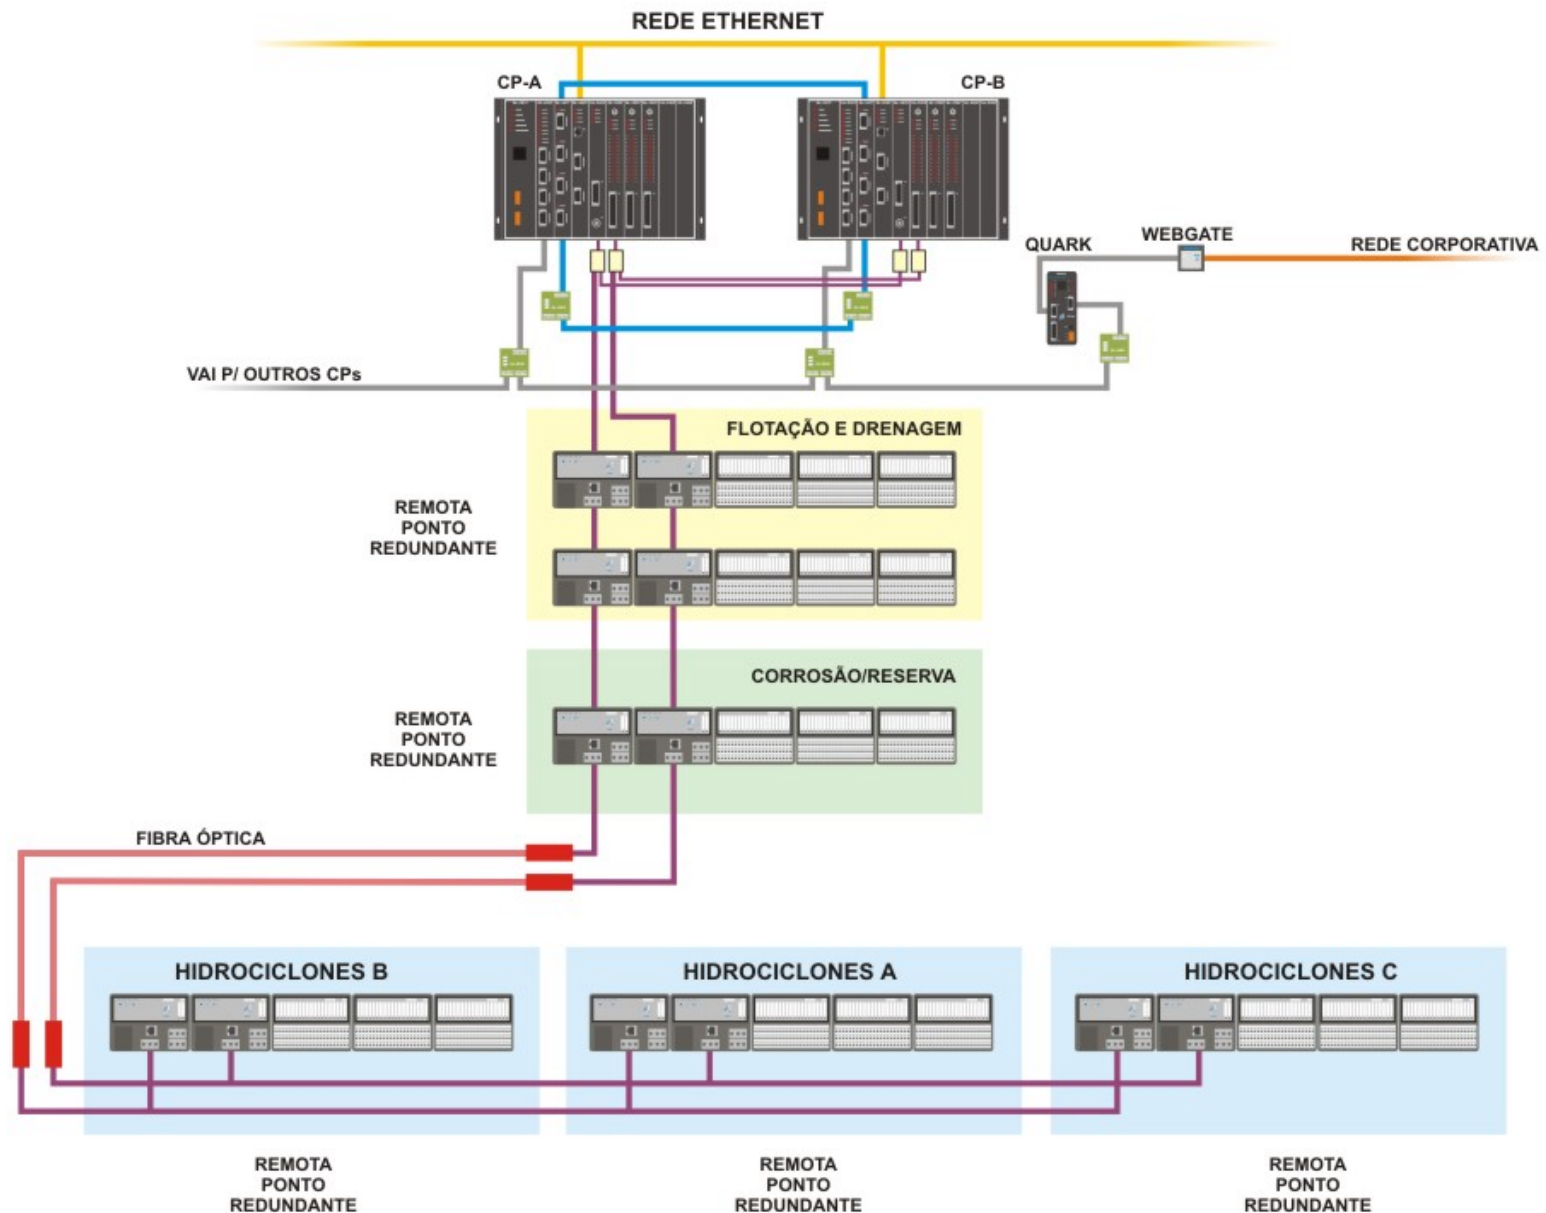 REDE ETHERNET
CP-A
CP-B
QUARK
WEBGATE
REDE CORPORATIVA
VAI P/ OUTROS CPs
FLOTAÇÃO E DRENAGEM
REMOTA
PONTO
REDUNDANTE
CORROSÃO/RESERVA
REMOTA
PONTO
REDUNDANTE
FIBRA ÓPTICA
HIDROCICLONES B
HIDROCICLONES A
HIDROCICLONES C
REMOTA
PONTO
REDUNDANTE
REMOTA
PONTO
REDUNDANTE
REMOTA
PONTO
REDUNDANTE